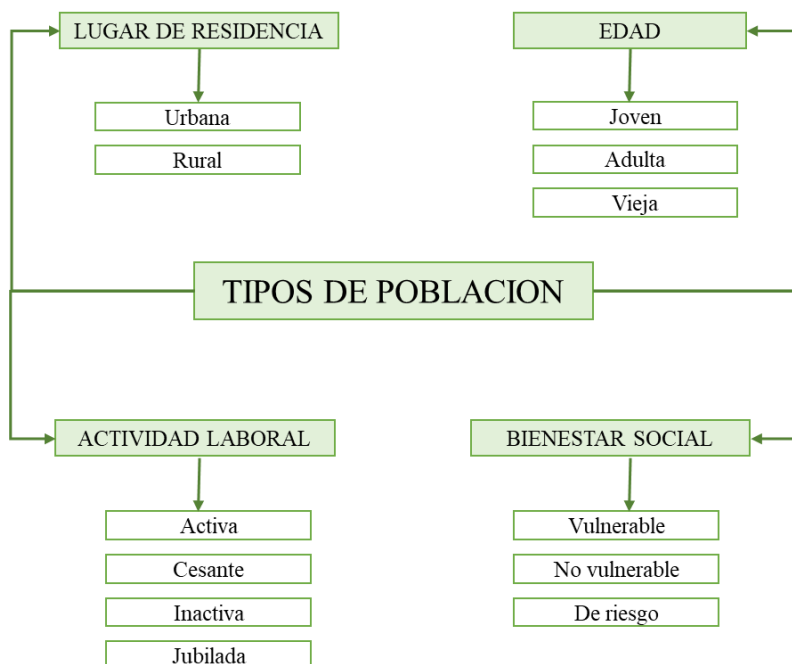 LUGAR DE RESIDENCIA
Urbana
Rural
EDAD
Joven
Adulta
Vieja
TIPOS DE POBLACION
ACTIVIDAD LABORAL
Activa
Cesante
Inactiva
Jubilada
BIENESTAR SOCIAL
Vulnerable
No vulnerable
De riesgo